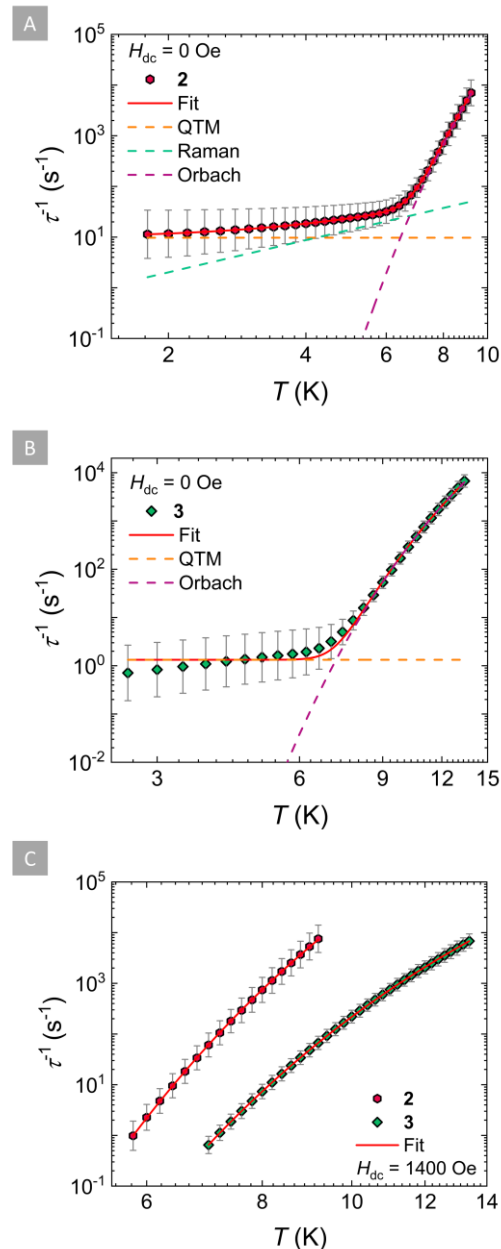 A
H_dc = 0 Oe
2
Fit
QTM
Raman
Orbach
10^5
10^3
10^1
10^-1
τ^-1 (s^-1)
2 4 6 8 10
T (K)
B
H_dc = 0 Oe
3
Fit
QTM
Orbach
10^4
10^2
10^0
10^-2
τ^-1 (s^-1)
3 6 9 12 15
T (K)
C
10^5
10^3
10^1
10^-1
τ^-1 (s^-1)
2
3
Fit
H_dc = 1400 Oe
6 8 10 12 14
T (K)